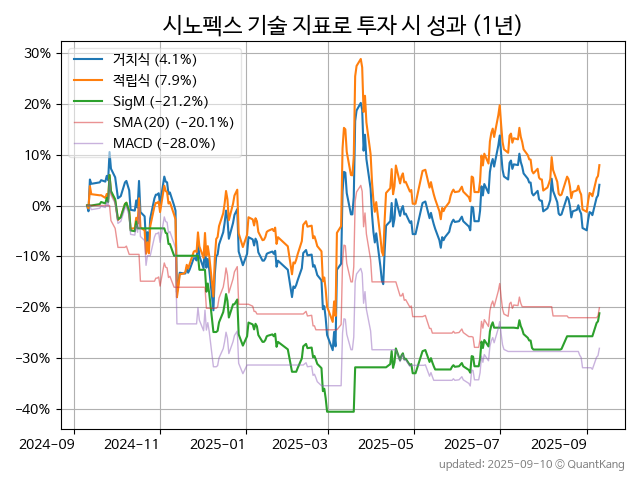 시노펙스 기술 지표로 투자 시 성과 (1년)
거치식 (4.1%)
적립식 (7.9%)
SigM (−21.2%)
SMA(20) (−20.1%)
MACD (−28.0%)
30%
20%
10%
0%
−10%
−20%
−30%
−40%
2024−09 2024−11 2025−01 2025−03 2025−05 2025−07 2025−09
updated: 2025−09−10 ⓒ QuantKang